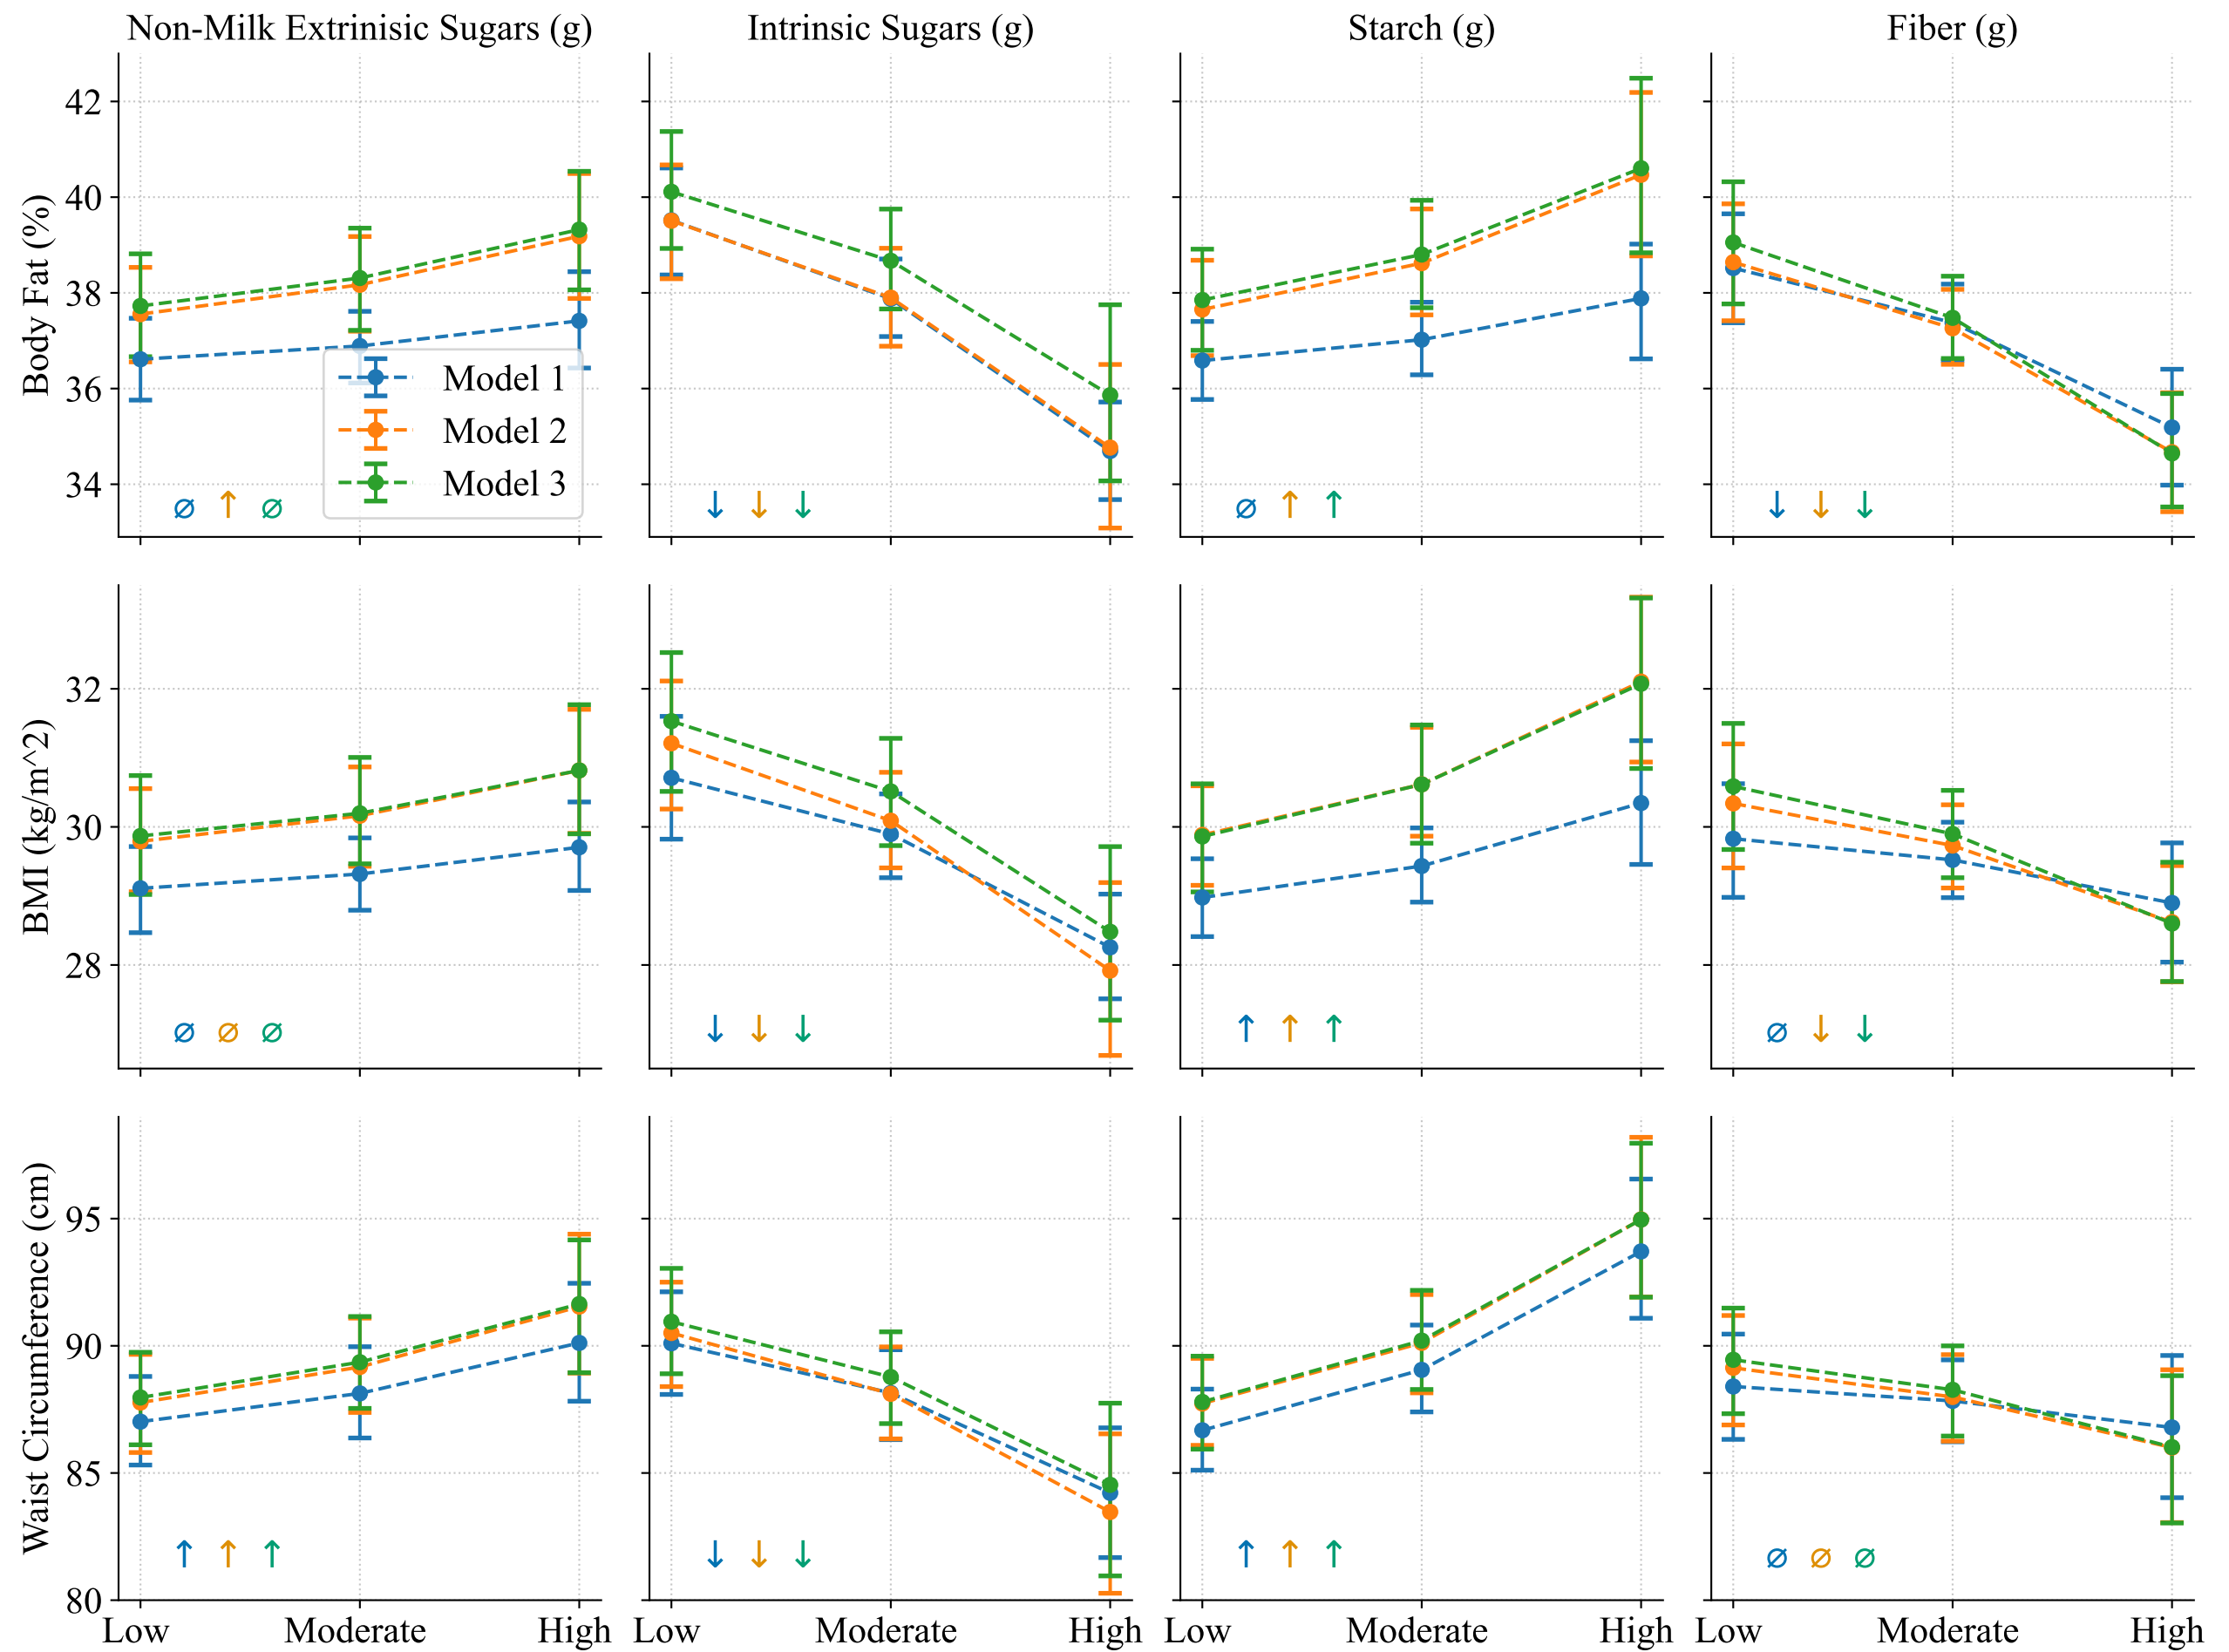 Non-Milk Extrinisic Sugars (g)
Intrinsic Sugars (g)
Starch (g)
Fiber (g)
Body Fat (%)
42
40
38
36
34
Model 1
Model 2
Model 3
∅ ↑ ∅
↓ ↓ ↓
∅ ↑ ↑
↓ ↓ ↓
BMI (kg/m^2)
32
30
28
∅ ∅ ∅
↓ ↓ ↓
↑ ↑ ↑
∅ ↓ ↓
Waist Circumference (cm)
95
90
85
80
↑ ↑ ↑
↓ ↓ ↓
↑ ↑ ↑
∅ ∅ ∅
Low Moderate High
Low Moderate High
Low Moderate High
Low Moderate High